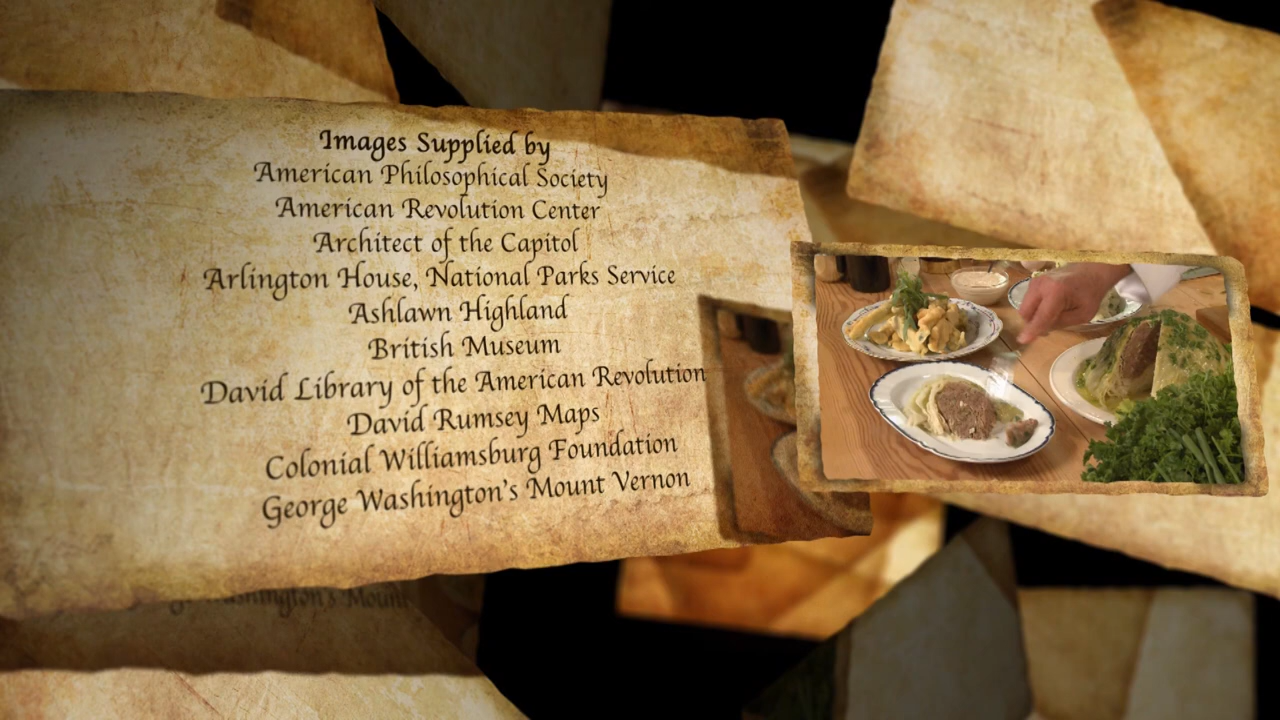 Images Supplied by
American Philosophical Society
American Revolution Center
Architect of the Capitol
Arlington House, National Parks Service
Ashlawn Highland
British Museum
David Library of the American Revolution
David Rumsey Maps
Colonial Williamsburg Foundation
George Washington's Mount Vernon
Washington's Mount